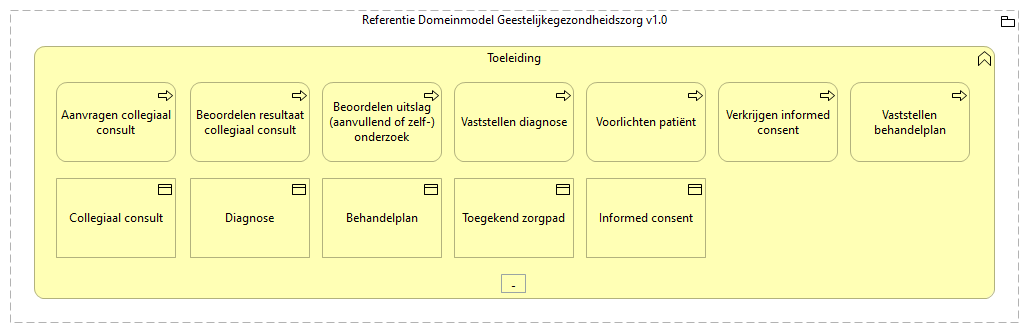 Referentie Domeinmodel Geestelijkegezondheidszorg v1.0
Toeleiding
Aanvragen collegiaal
consult
Beoordelen resultaat
collegiaal consult
Beoordelen uitslag
(aanvullend of zelf-)
onderzoek
Vaststellen diagnose
Voorlichten patiënt
Verkrijgen informed
consent
Vaststellen
behandelplan
Collegiaal consult
Diagnose
Behandelplan
Toegekend zorgpad
Informed consent
-